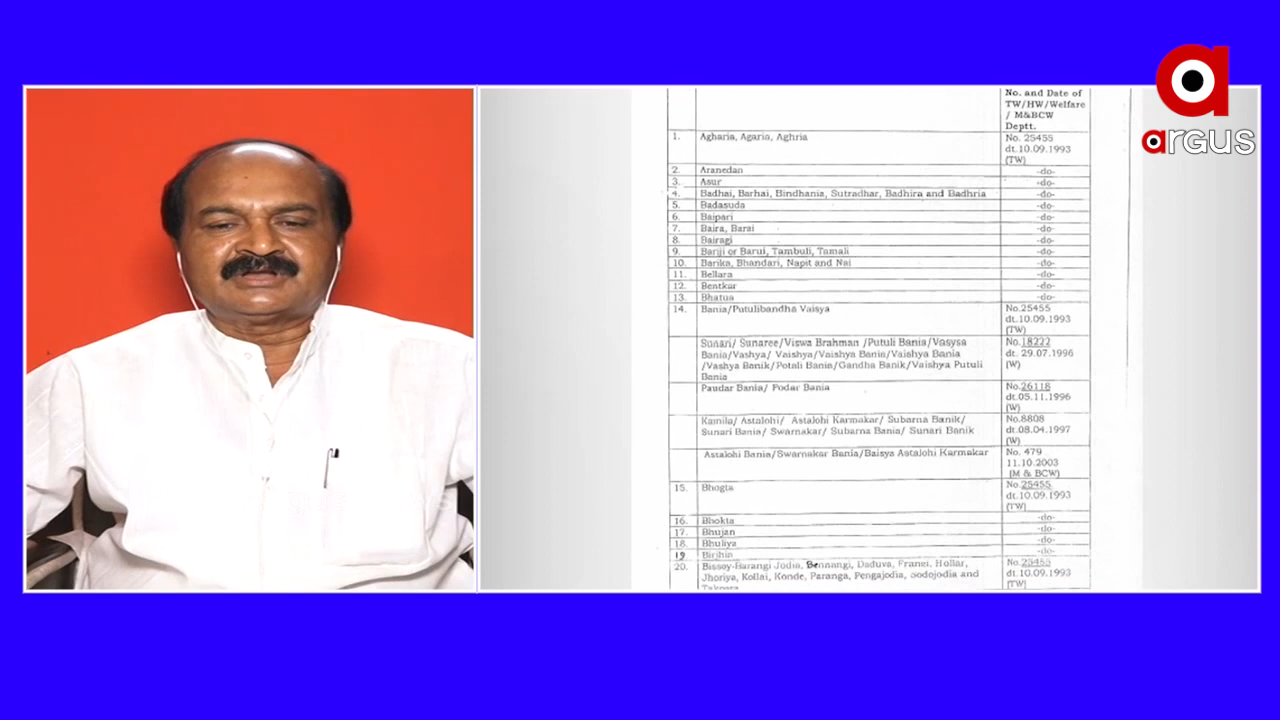 argus
No. and Date of
TW/HW/Welfare
/ M&BCW
Deptt.
1. Agharia, Agaria, Aghria No. 25455
dt.10.09.1993
(TW)
2. Aranedan -do-
3. Asur -do-
4. Badhai, Barhai, Bindhania, Sutradhar, Badhira and Badhria -do-
5. Badasuda -do-
6. Baipari -do-
7. Baira, Barai -do-
8. Bairagi -do-
9. Bariji or Barui, Tambuli, Tamali -do-
10. Barika, Bhandari, Napit and Nai -do-
11. Bellara -do-
12. Bentkar -do-
13. Bhatua -do-
14. Bania/Putulibandha Vaisya No.25455
dt.10.09.1993
(TW)
Sunari/ Sunaree/Viswa Brahman /Putuli Bania/Vasysa No.18222
Bania/Vashya/ Vaishya/Vaishya Bania/Vaishya Bania dt. 29.07.1996
/Vashya Banik/Potali Bania/Gandha Banik/Vaishya Putuli (W)
Bania
Paudar Bania/ Podar Bania No.26118
dt.05.11.1996
(W)
Kamila/ Astalohi/ Astalohi Karmakar/ Subarna Banik/ No.8808
Sunari Bania/ Swarnakar/ Subarna Bania/ Sunari Banik dt.08.04.1997
(W)
Astalohi Bania/Swarnakar Bania/Baisya Astalohi Karmakar No. 479
11.10.2003
(M & BCW)
15. Bhogta No.25455
dt.10.09.1993
(TW)
16. Bhokta -do-
17. Bhujan -do-
18. Bhuliya -do-
19 Birjhia -do-
20. Bissoy-Barangi Jodia, Bennangi, Daduva, Frangi, Hollar, No.25455
Jhoriya, Kollai, Konde, Paranga, Pengajodia, Sodojodia and dt.10.09.1993
(TW)